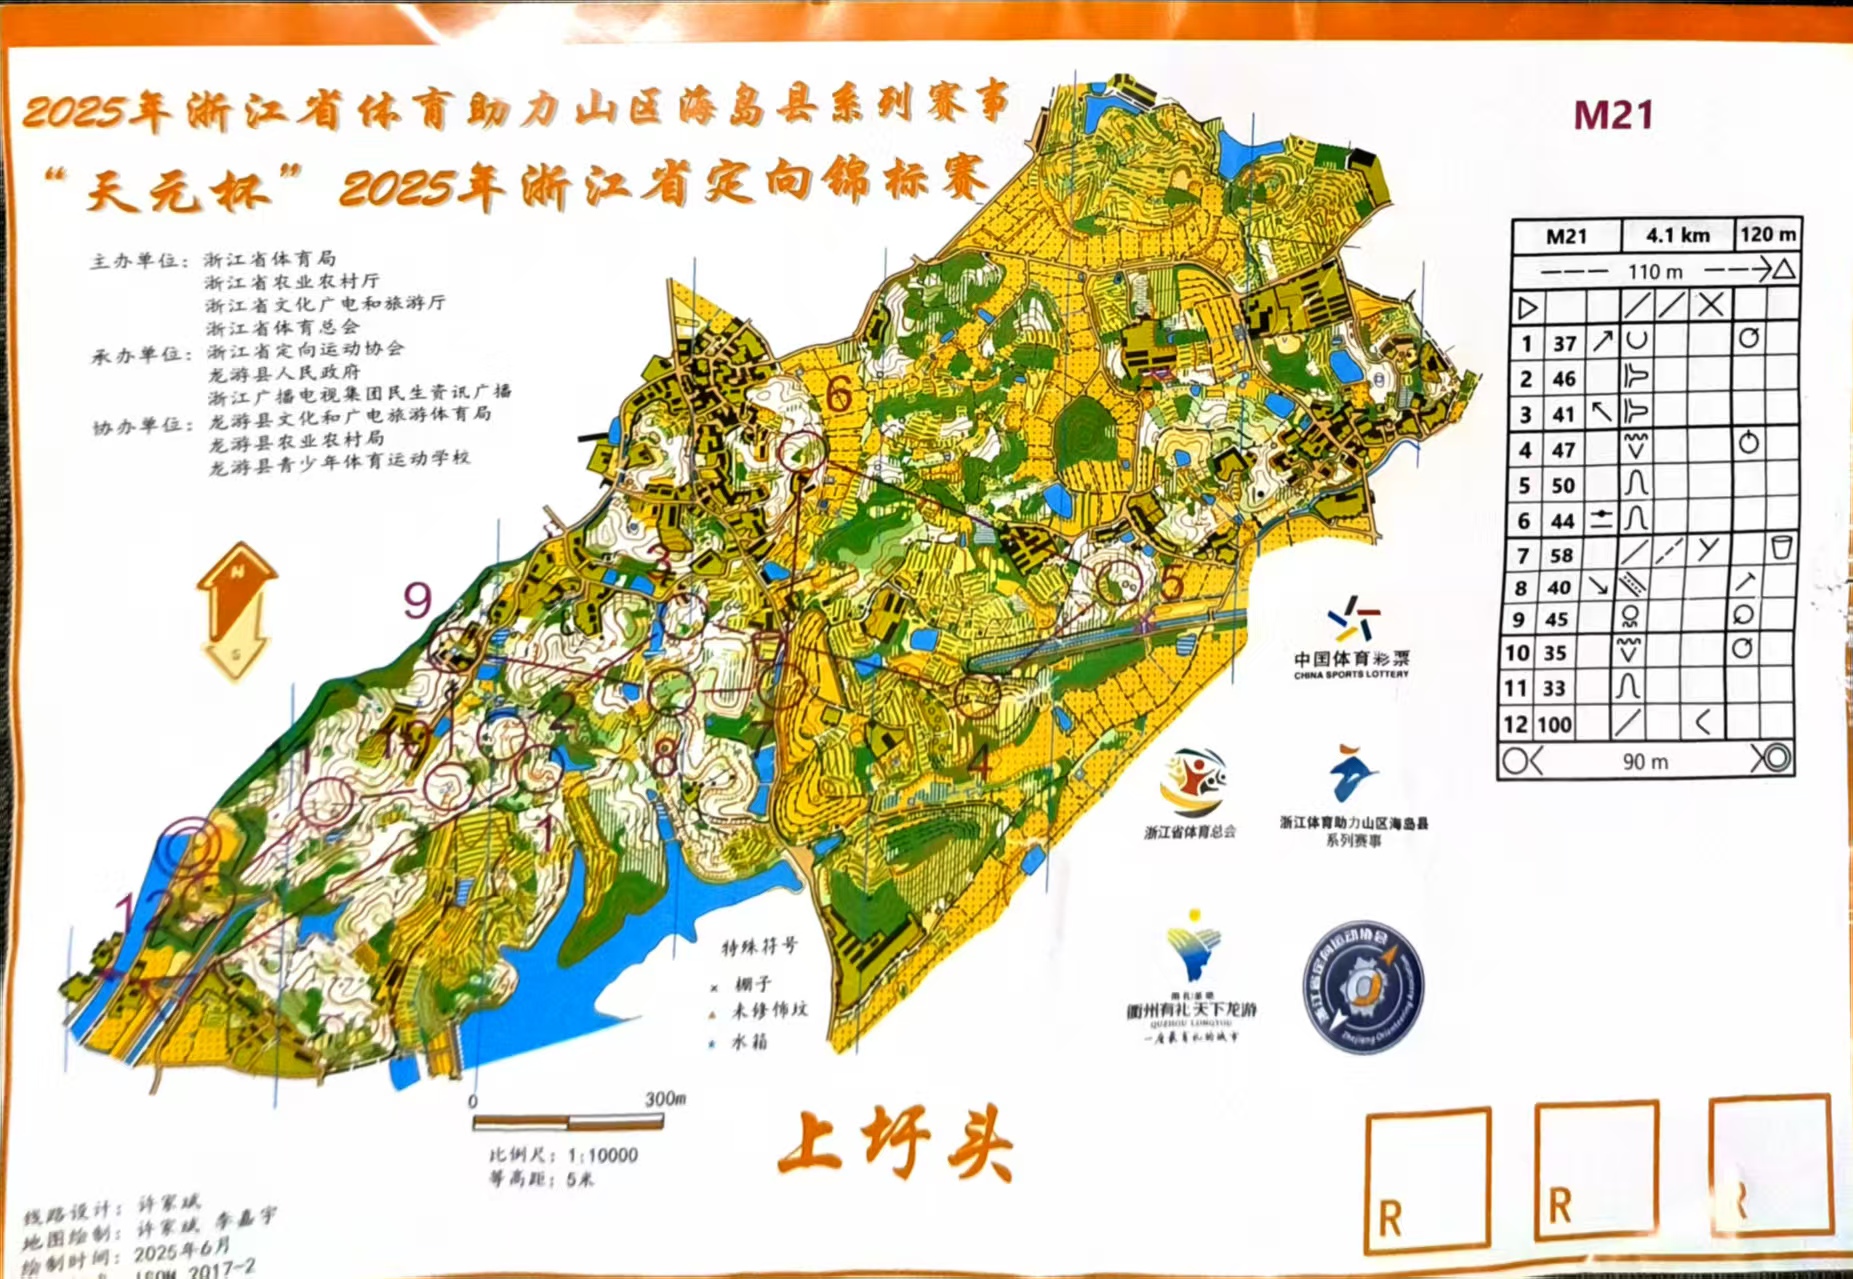 2025年浙江省体育助力山区海岛县系列赛事
“天元杯”2025年浙江省定向锦标赛
主办单位：浙江省体育局
浙江省农业农村厅
浙江省文化广电和旅游厅
浙江省体育总会
承办单位：浙江省定向运动协会
龙游县人民政府
浙江广播电视集团民生资讯广播
协办单位：龙游县文化和广电旅游体育局
龙游县农业农村局
龙游县青少年体育运动学校
M21
M21 4.1 km 120 m
110 m
1 37
2 46
3 41
4 47
5 50
6 44
7 58
8 40
9 45
10 35
11 33
12 100
90 m
N
S
6
3
5
9
2
10
8
7
4
11
1
12
中国体育彩票
CHINA SPORTS LOTTERY
浙江省体育总会
浙江体育助力山区海岛县
系列赛事
衢州有礼 天下龙游
QUZHOU LONGYOU
一座最有礼的城市
特殊符号
棚子
未修饰坟
水箱
0 300m
比例尺：1:10000
等高距：5米
上圩头
线路设计：许家斌
地图绘制：许家斌 李嘉宇
绘制时间：2025年6月
ISOM 2017-2
R
R
R